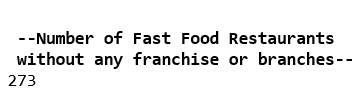 --Number of Fast Food Restaurants
without any franchise or branches--
273